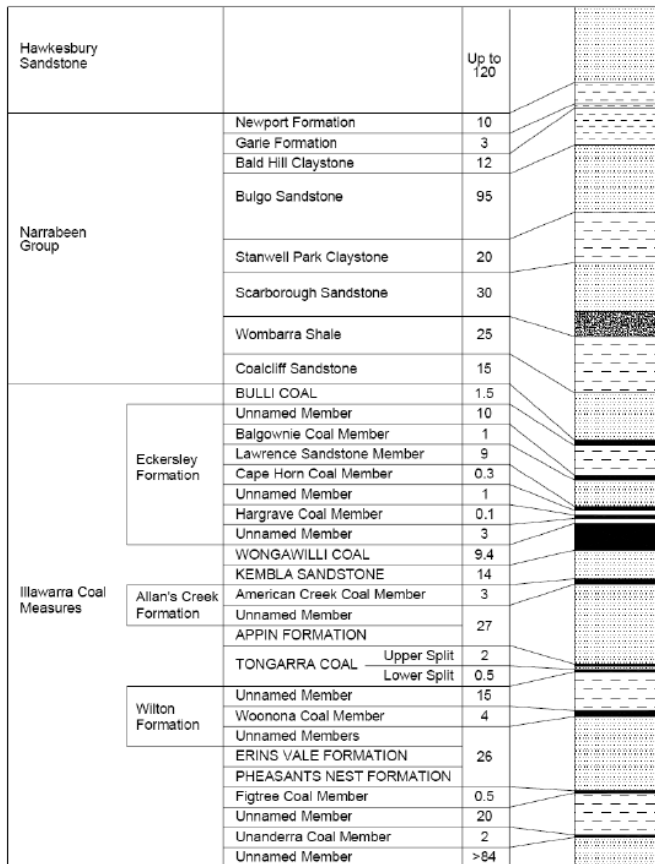 Hawkesbury
Sandstone
Up to
120
Narrabeen
Group
Newport Formation 10
Garie Formation 3
Bald Hill Claystone 12
Bulgo Sandstone 95
Stanwell Park Claystone 20
Scarborough Sandstone 30
Wombarra Shale 25
Coalcliff Sandstone 15
Illawarra Coal
Measures
BULLI COAL 1.5
Eckersley
Formation
Unnamed Member 10
Balgownie Coal Member 1
Lawrence Sandstone Member 9
Cape Horn Coal Member 0.3
Unnamed Member 1
Hargrave Coal Member 0.1
Unnamed Member 3
WONGAWILLI COAL 9.4
KEMBLA SANDSTONE 14
Allan's Creek
Formation
American Creek Coal Member 3
Unnamed Member
27
APPIN FORMATION
TONGARRA COAL
Upper Split 2
Lower Split 0.5
Wilton
Formation
Unnamed Member 15
Woonona Coal Member 4
Unnamed Members
ERINS VALE FORMATION 26
PHEASANTS NEST FORMATION
Figtree Coal Member 0.5
Unnamed Member 20
Unanderra Coal Member 2
Unnamed Member >84